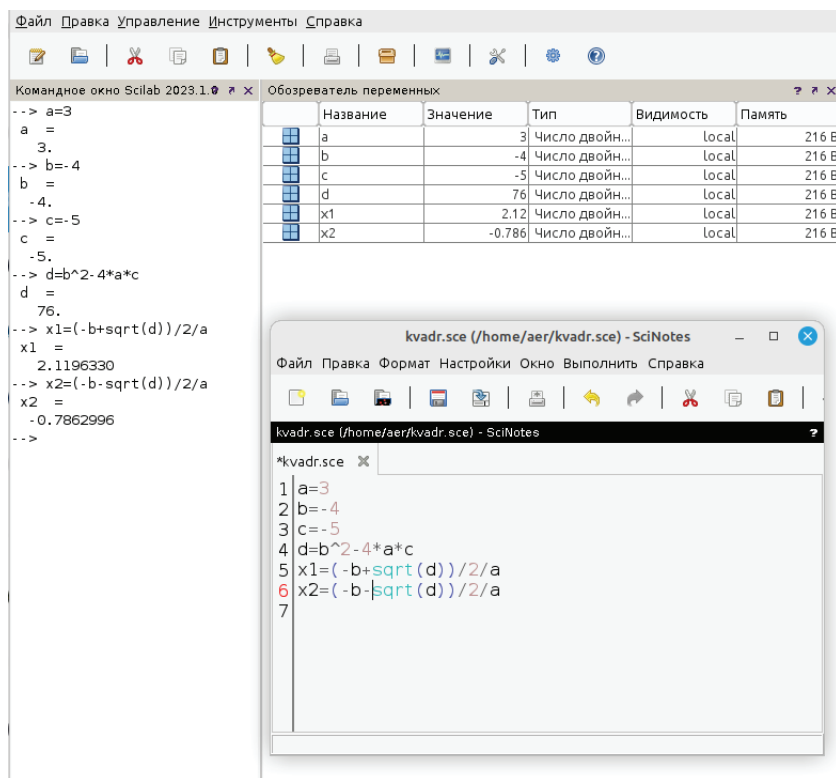 Файл Правка Управление Инструменты Справка
Командное окно Scilab 2023.1.0
--> a=3
a  =
3.
--> b=-4
b  =
-4.
--> c=-5
c  =
-5.
--> d=b^2-4*a*c
d  =
76.
--> x1=(-b+sqrt(d))/2/a
x1  =
2.1196330
--> x2=(-b-sqrt(d))/2/a
x2  =
-0.7862996
-->
Обозреватель переменных
Название Значение Тип Видимость Память
a 3 Число двойн... local 216 B
b -4 Число двойн... local 216 B
c -5 Число двойн... local 216 B
d 76 Число двойн... local 216 B
x1 2.12 Число двойн... local 216 B
x2 -0.786 Число двойн... local 216 B
kvadr.sce (/home/aer/kvadr.sce) - SciNotes
Файл Правка Формат Настройки Окно Выполнить Справка
kvadr.sce (/home/aer/kvadr.sce) - SciNotes
*kvadr.sce
1 a=3
2 b=-4
3 c=-5
4 d=b^2-4*a*c
5 x1=(-b+sqrt(d))/2/a
6 x2=(-b-sqrt(d))/2/a
7